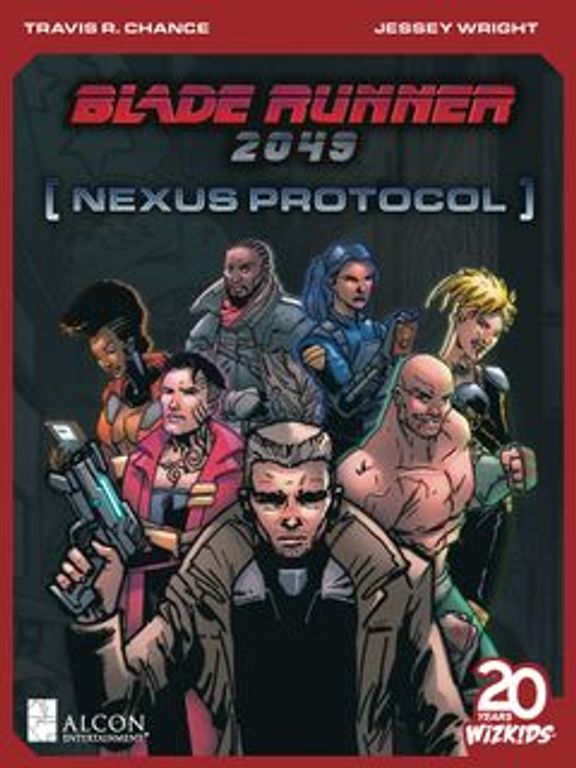 TRAVIS R. CHANCE
JESSEY WRIGHT
BLADE RUNNER
2049
[ NEXUS PROTOCOL ]
ALCON
ENTERTAINMENT
20
YEARS
WIZKIDS